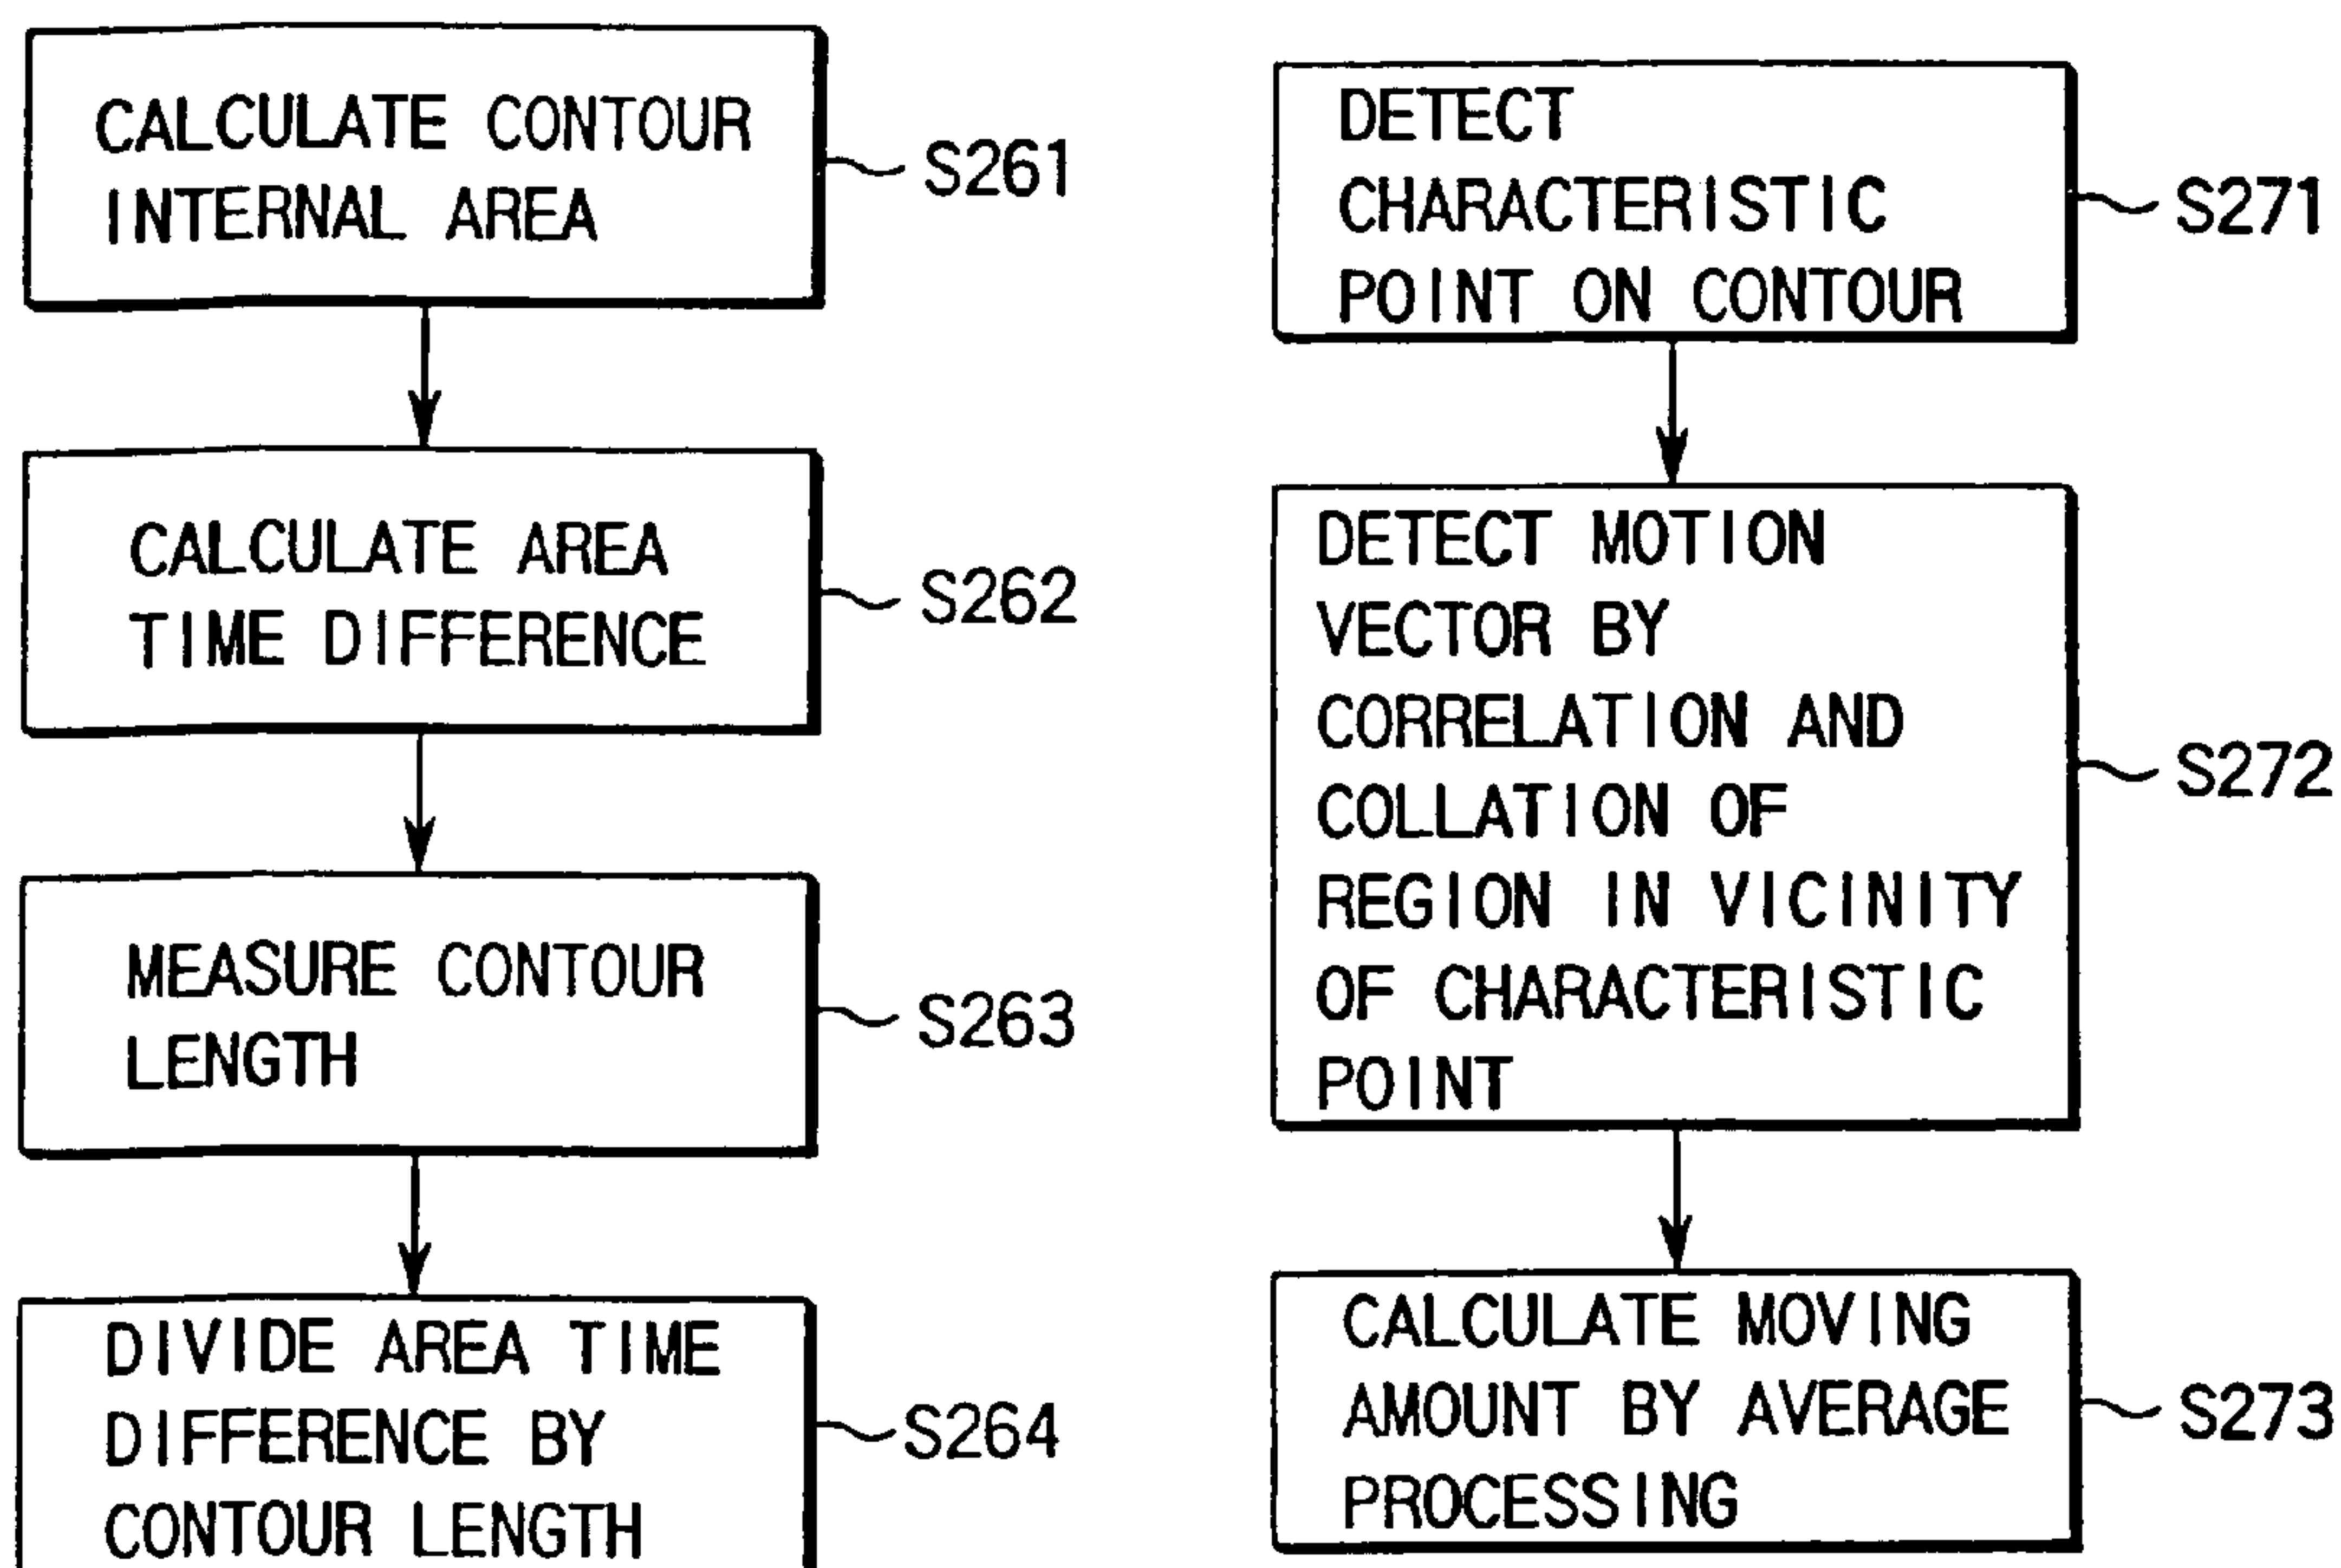 CALCULATE CONTOUR
INTERNAL AREA
S261
CALCULATE AREA
TIME DIFFERENCE
S262
MEASURE CONTOUR
LENGTH
S263
DIVIDE AREA TIME
DIFFERENCE BY
CONTOUR LENGTH
S264
DETECT
CHARACTERISTIC
POINT ON CONTOUR
S271
DETECT MOTION
VECTOR BY
CORRELATION AND
COLLATION OF
REGION IN VICINITY
OF CHARACTERISTIC
POINT
S272
CALCULATE MOVING
AMOUNT BY AVERAGE
PROCESSING
S273